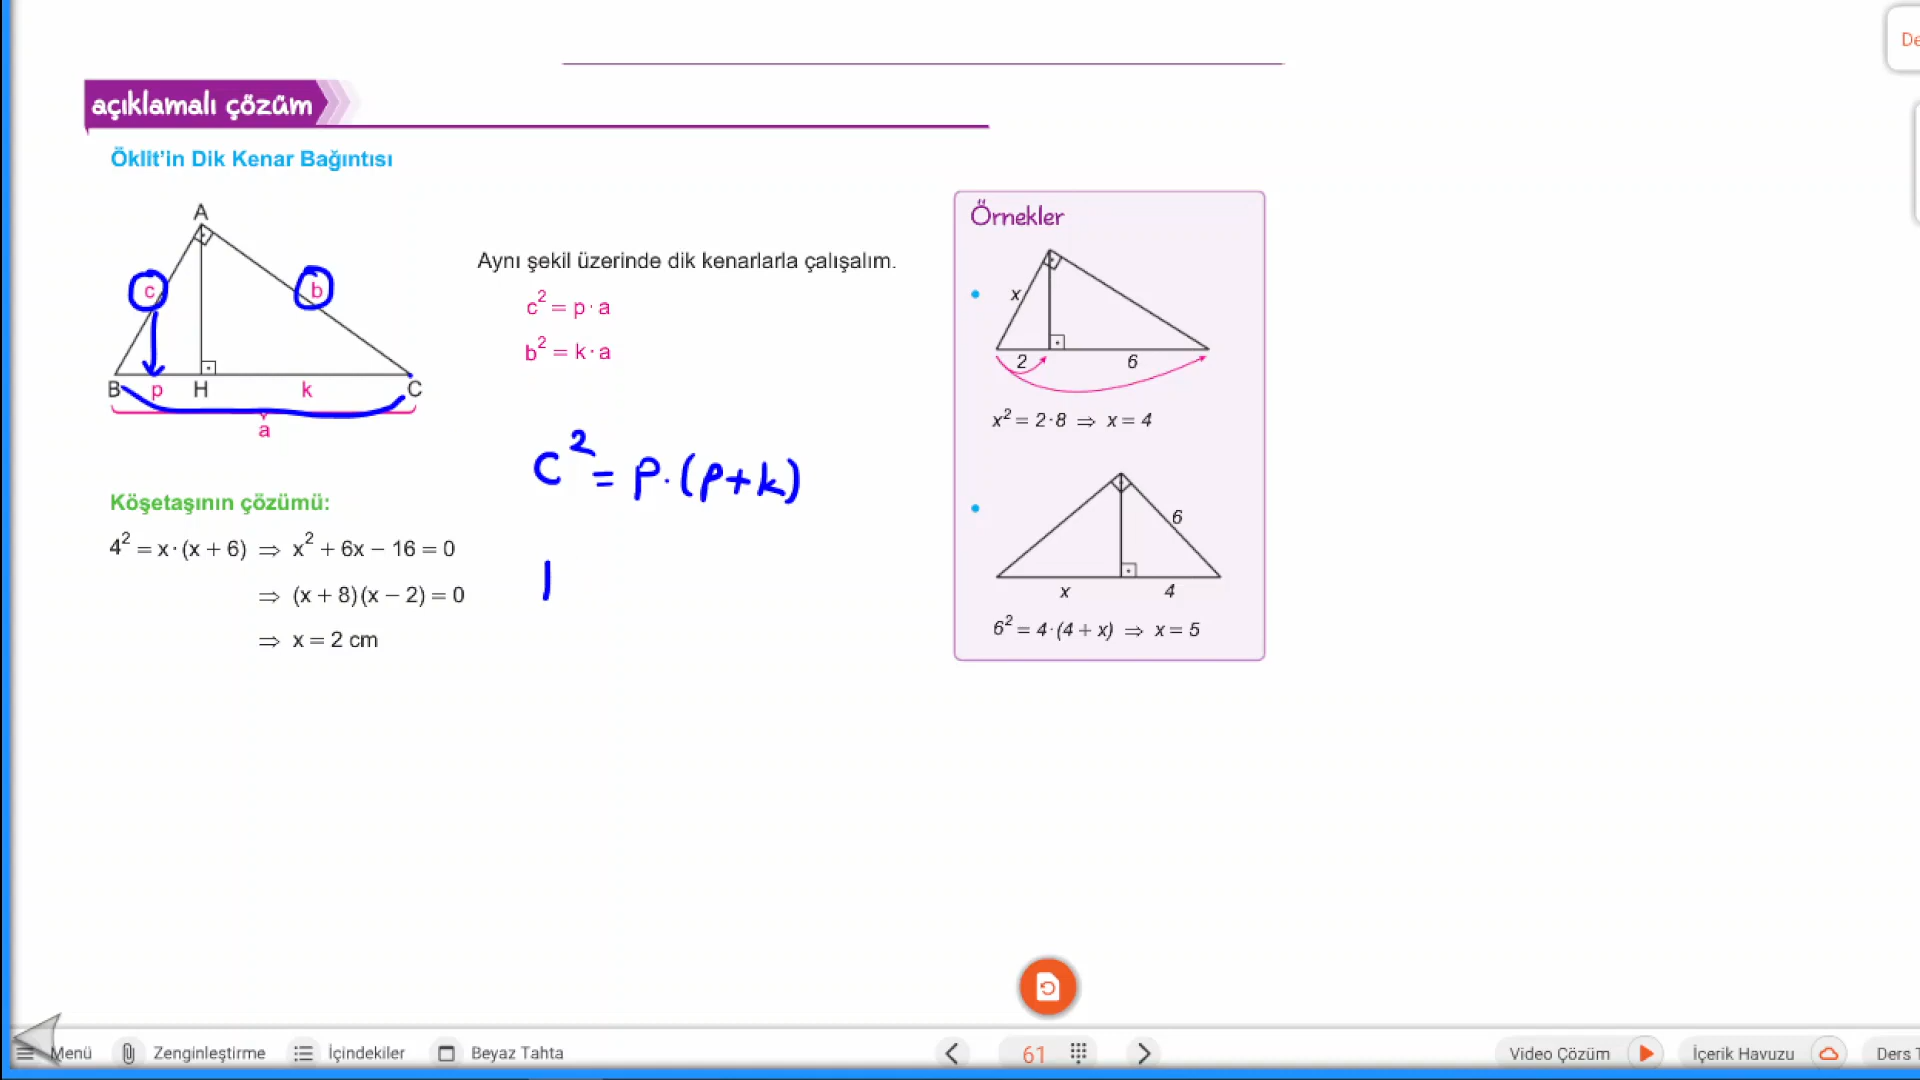 De
açıklamalı çözüm
Öklit'in Dik Kenar Bağıntısı
A
c
b
B p H k C
a
Aynı şekil üzerinde dik kenarlarla çalışalım.
c² = p · a
b² = k · a
c² = p · (p + k)
Köşetaşının çözümü:
4² = x · (x + 6) ⇒ x² + 6x − 16 = 0
⇒ (x + 8)(x − 2) = 0
⇒ x = 2 cm
Örnekler
x
2 6
x² = 2·8 ⇒ x = 4
6
x 4
6² = 4·(4 + x) ⇒ x = 5
Menü Zenginleştirme İçindekiler Beyaz Tahta 61 Video Çözüm İçerik Havuzu Ders